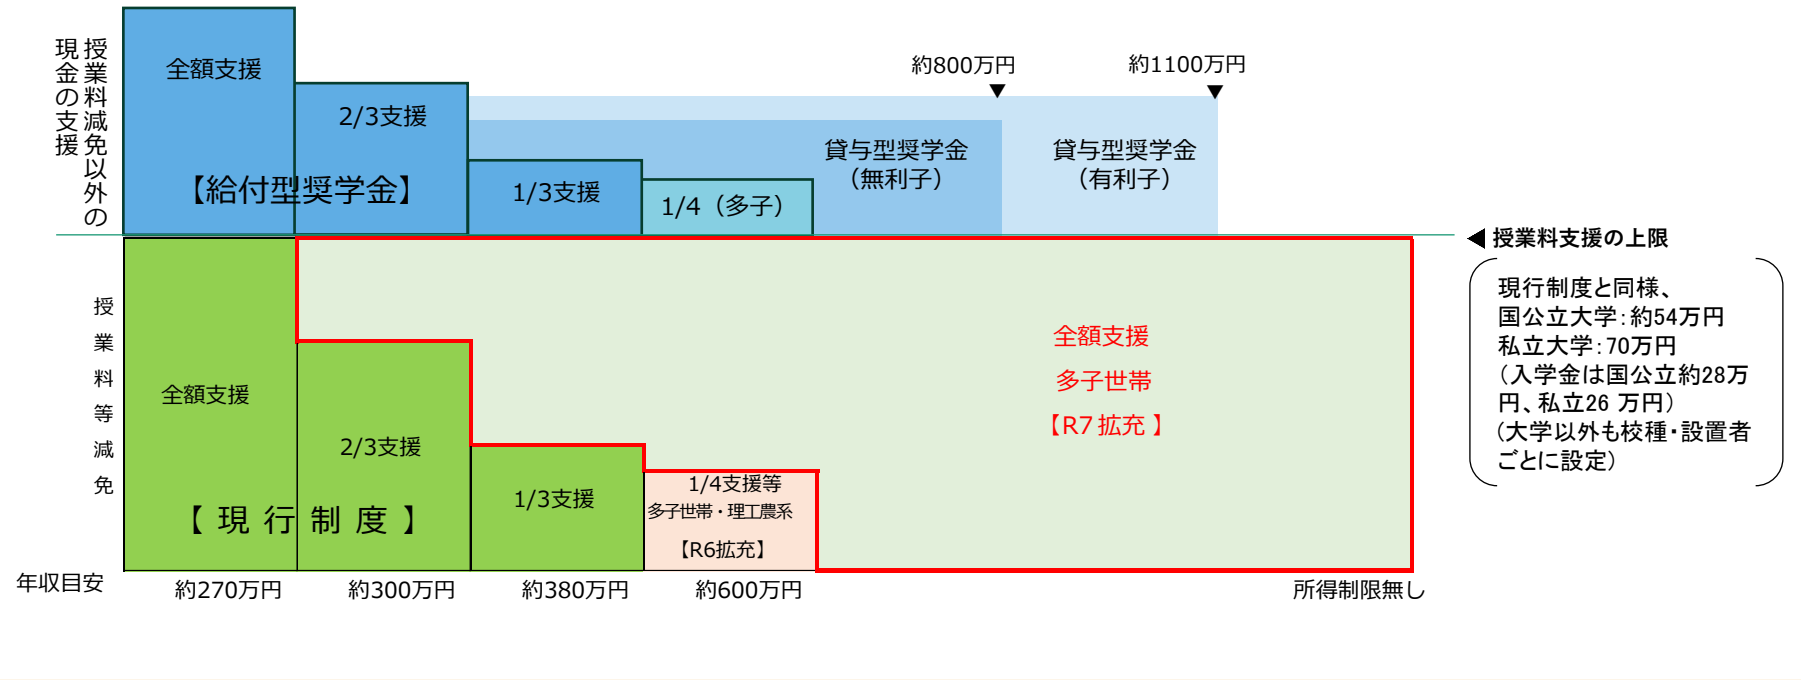 授業料減免以外の
現金の支援
全額支援
2/3支援
【給付型奨学金】
1/3支援
1/4（多子）
約800万円
約1100万円
貸与型奨学金
（無利子）
貸与型奨学金
（有利子）
授業料等減免
全額支援
2/3支援
【 現 行 制 度 】
1/3支援
1/4支援等
多子世帯・理工農系
【R6拡充】
全額支援
多子世帯
【R7 拡充 】
◀ 授業料支援の上限
現行制度と同様、
国公立大学：約54万円
私立大学：70万円
（入学金は国公立約28万
円、私立26 万円）
（大学以外も校種・設置者
ごとに設定）
年収目安
約270万円
約300万円
約380万円
約600万円
所得制限無し